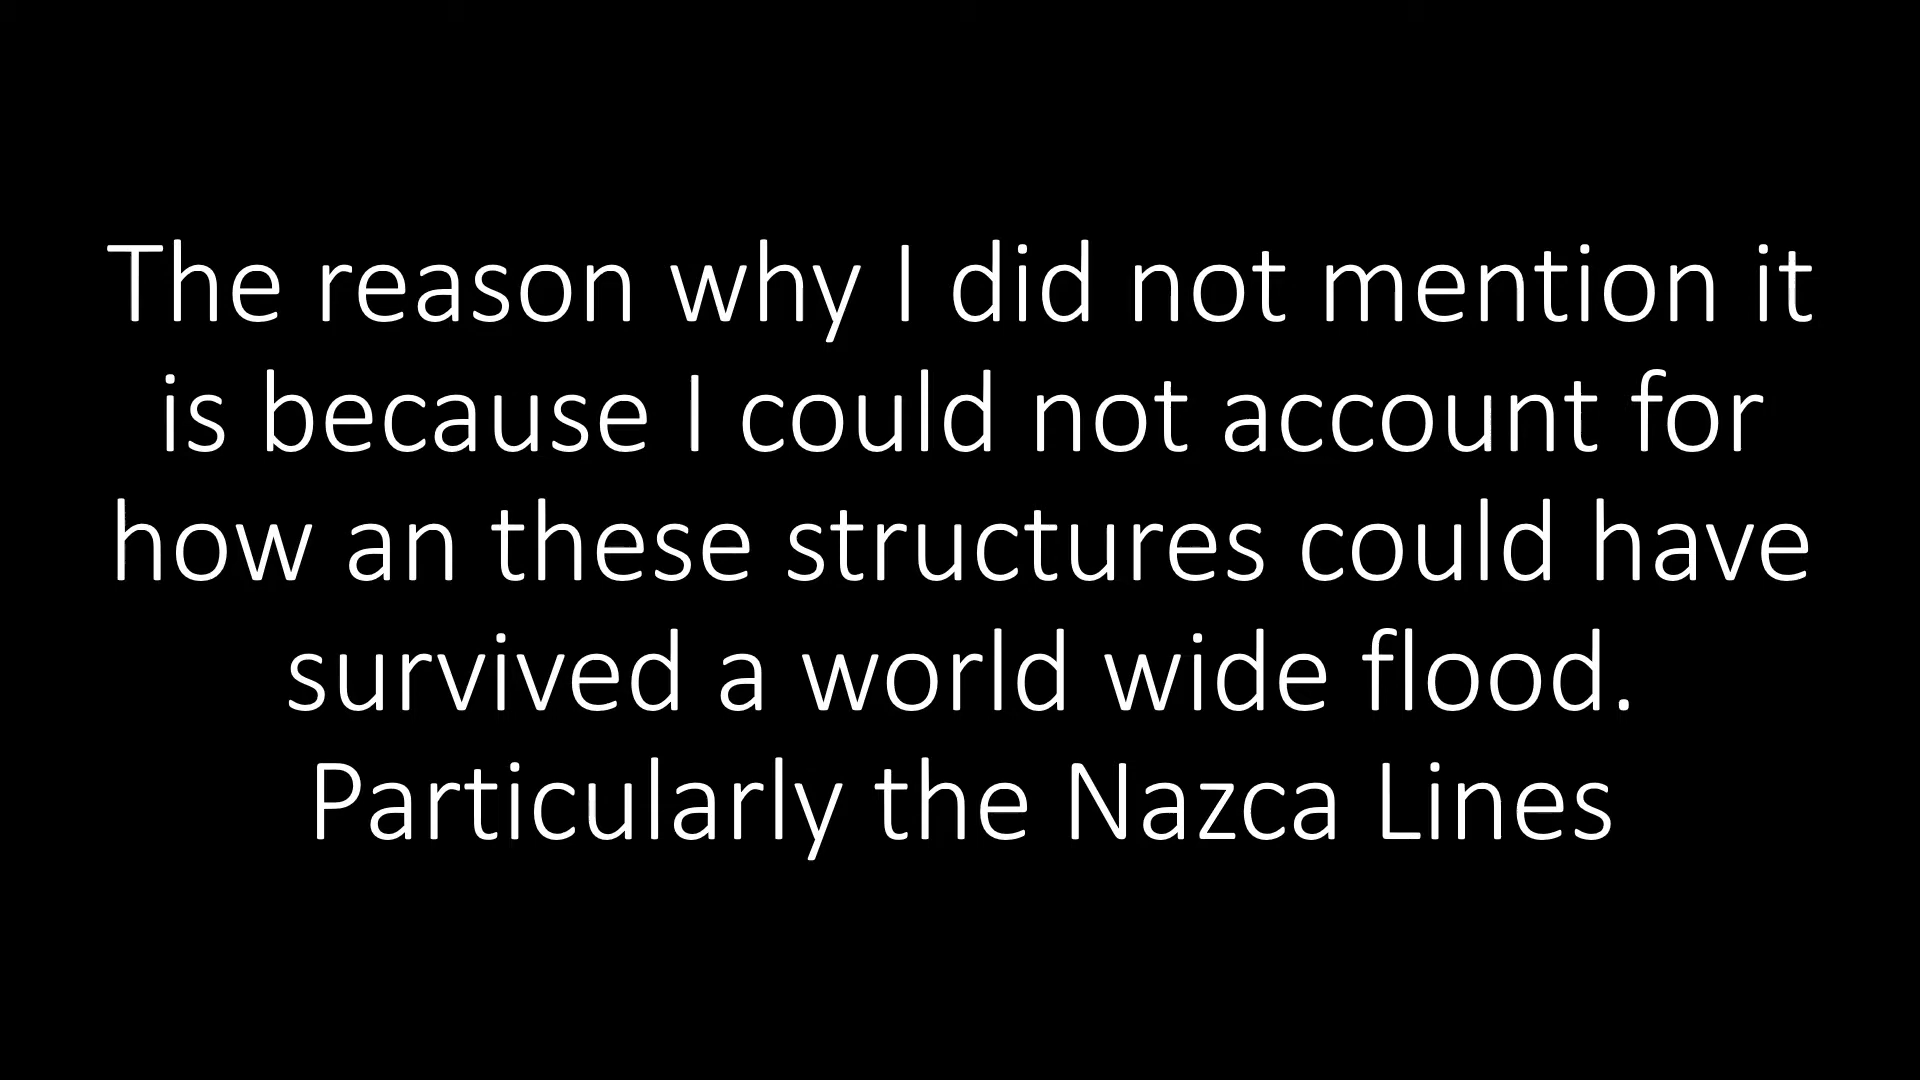 The reason why I did not mention it
is because I could not account for
how an these structures could have
survived a world wide flood.
Particularly the Nazca Lines